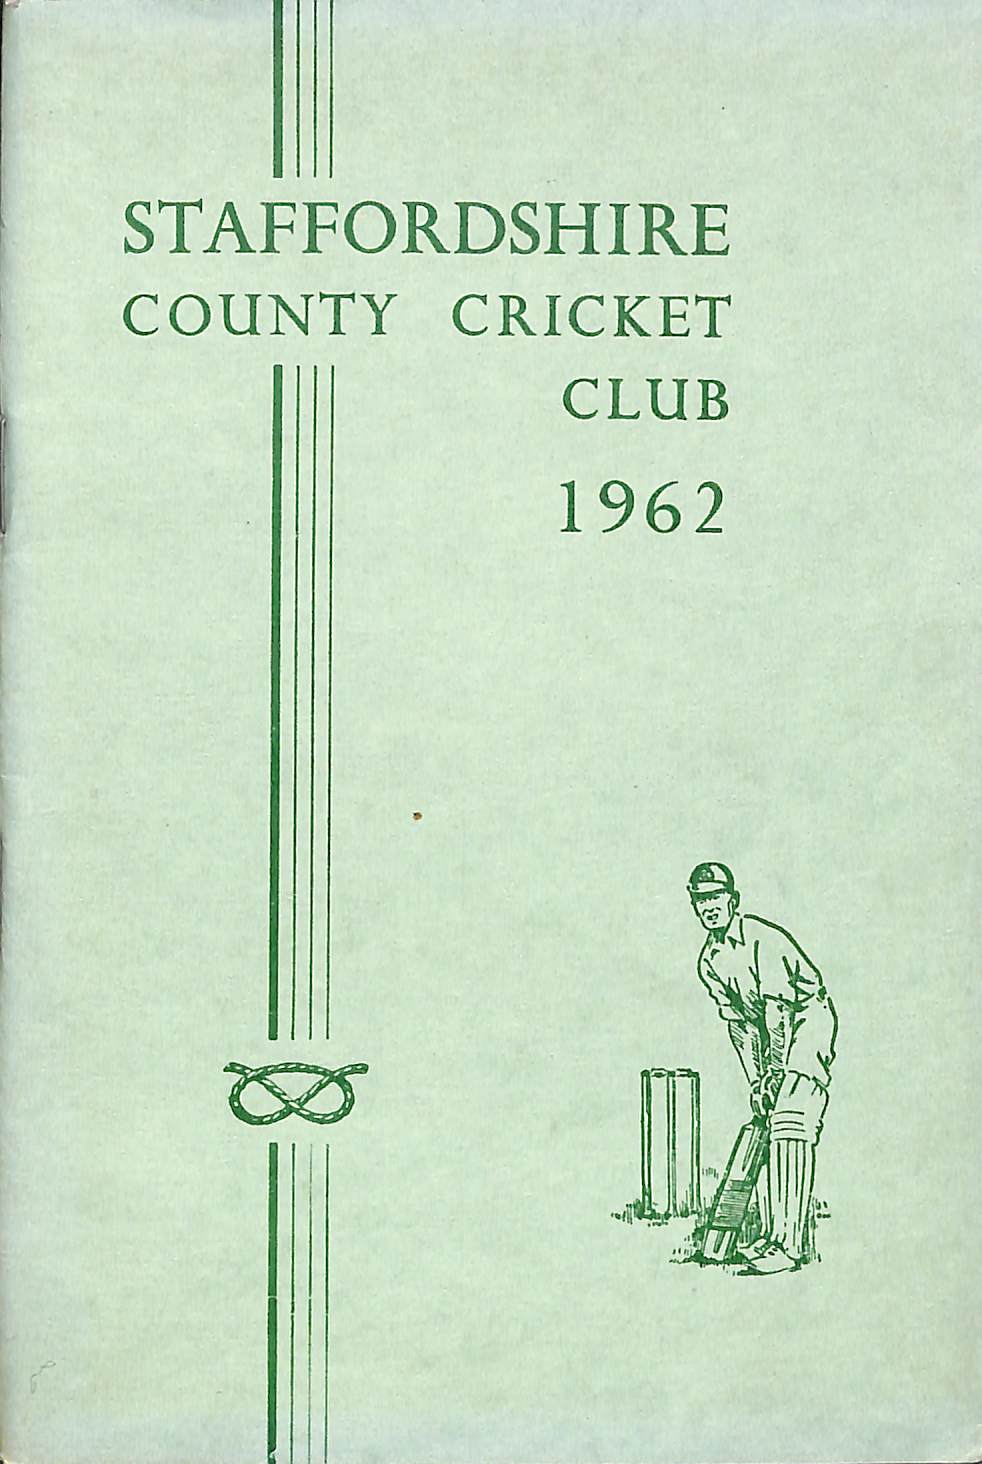 STAFFORDSHIRE
COUNTY CRICKET
CLUB
1962